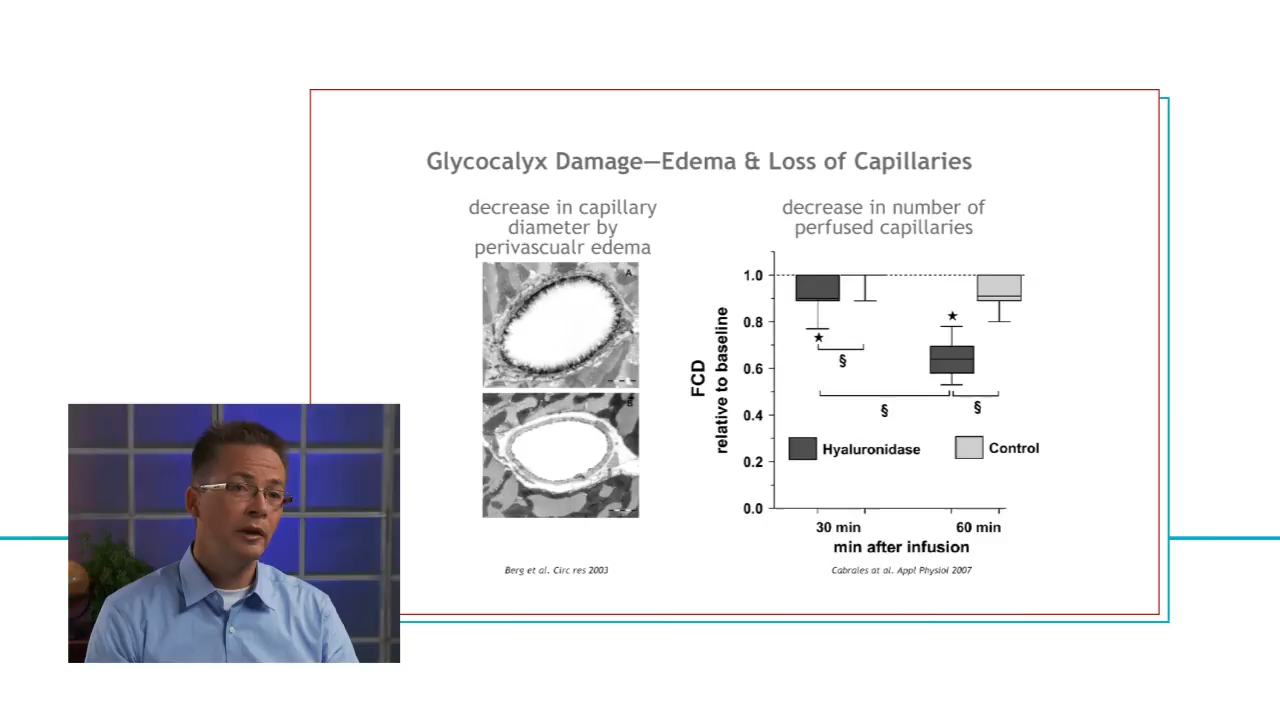 Glycocalyx Damage—Edema & Loss of Capillaries
decrease in capillary
diameter by
perivascualr edema
A
B
Berg et al. Circ res 2003
decrease in number of
perfused capillaries
FCD
relative to baseline
1.0
0.8
0.6
0.4
0.2
0.0
★
§
★
§
§
Hyaluronidase
Control
30 min
60 min
min after infusion
Cabrales at al. Appl Physiol 2007